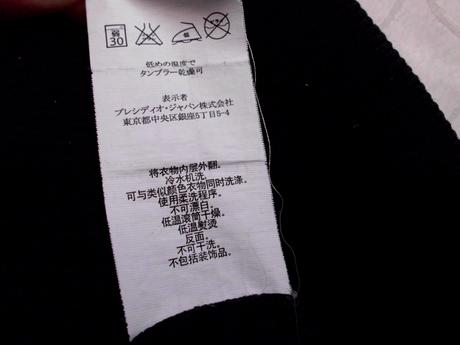 弱
30
低
低めの温度で
タンブラー乾燥可
表示者
プレシディオ・ジャパン株式会社
東京都中央区銀座5丁目5-4
将衣物内层外翻。
冷水机洗。
可与类似颜色衣物同时洗涤。
使用柔洗程序。
不可漂白。
低温滚筒干燥。
低温熨烫
反面。
不可干洗。
不包括装饰品。